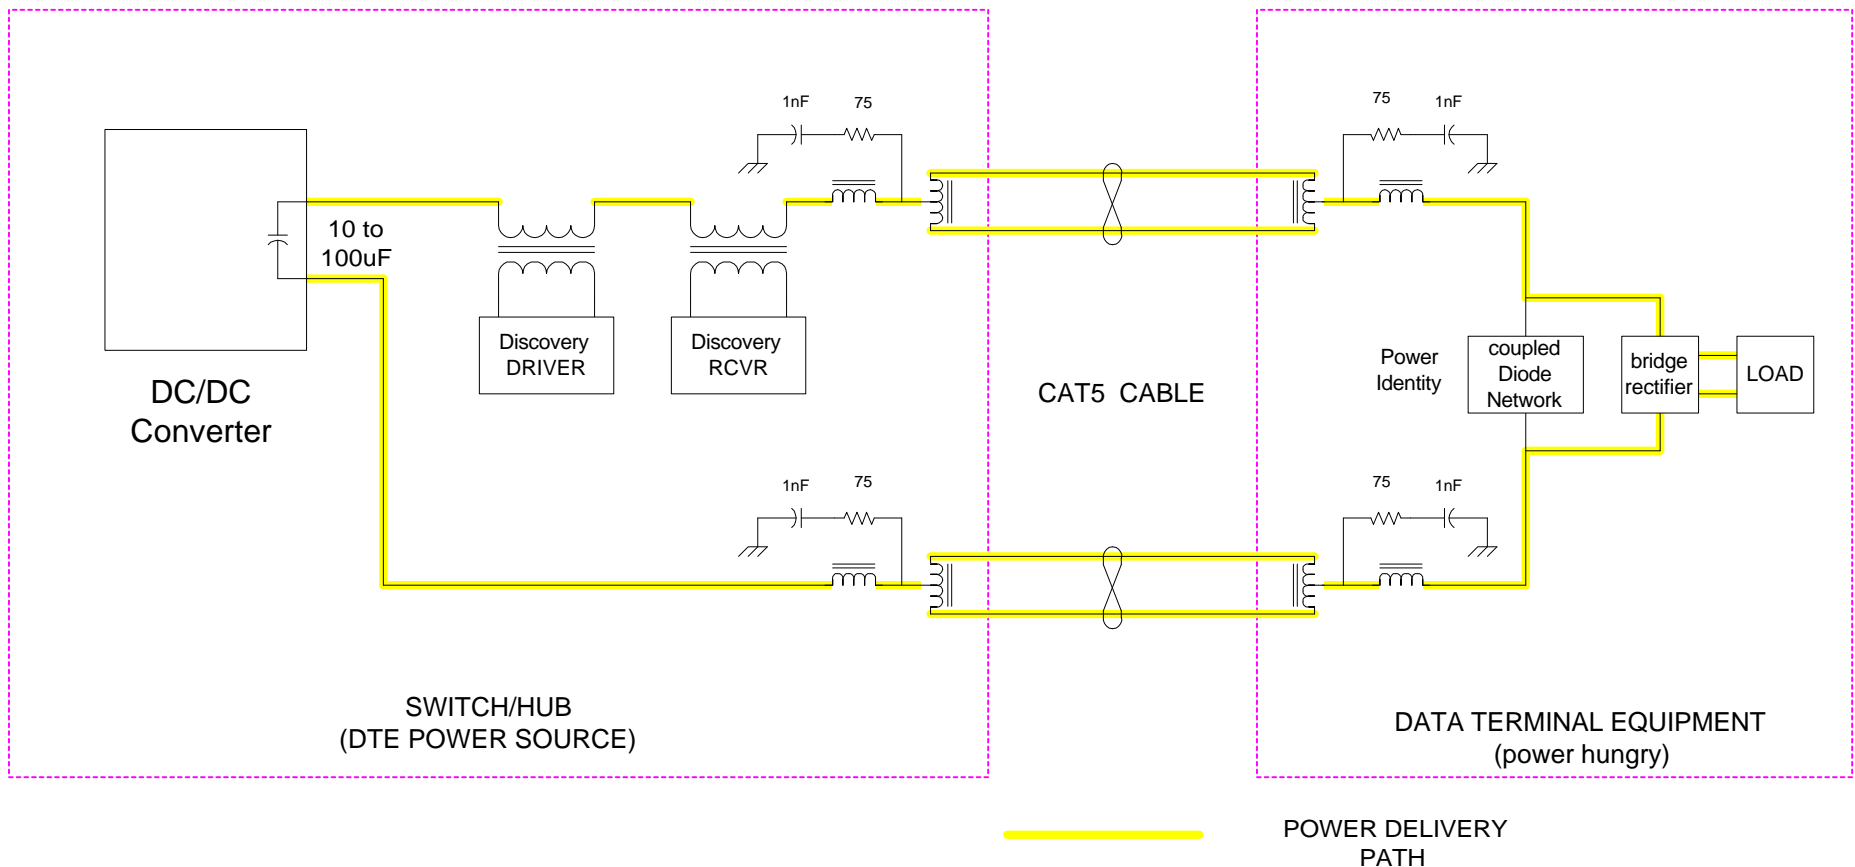 1nF 75
75 1nF
10 to
100uF
Discovery
DRIVER
Discovery
RCVR
DC/DC
Converter
CAT5 CABLE
Power
Identity
coupled
Diode
Network
bridge
rectifier
LOAD
1nF 75
75 1nF
SWITCH/HUB
(DTE POWER SOURCE)
DATA TERMINAL EQUIPMENT
(power hungry)
POWER DELIVERY
PATH